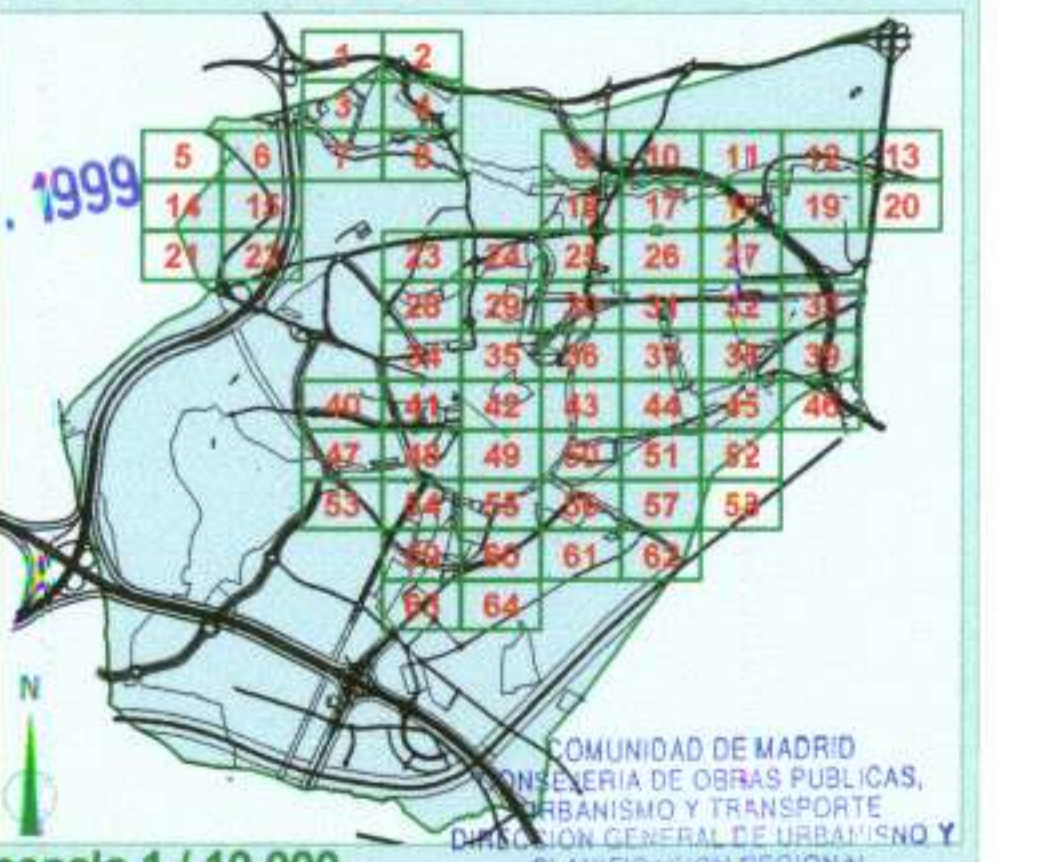 1 2
3 4
5 6 7 8 9 10 11 12 13
. 1999
14 15 16 17 18 19 20
21 22 23 24 25 26 27
28 29 30 31 32 33
34 35 36 37 38 39
40 41 42 43 44 45 46
47 48 49 50 51 52
53 54 55 56 57 58
59 60 61 62
63 64
N
COMUNIDAD DE MADRID
CONSEJERIA DE OBRAS PUBLICAS,
URBANISMO Y TRANSPORTE
DIRECCION GENERAL DE URBANISNO Y
1 / 10.000